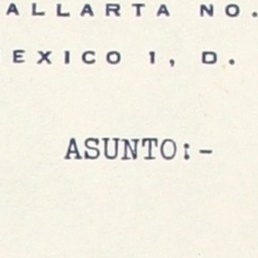 ALLARTA NO.
EXICO 1, D.
ASUNTO:-